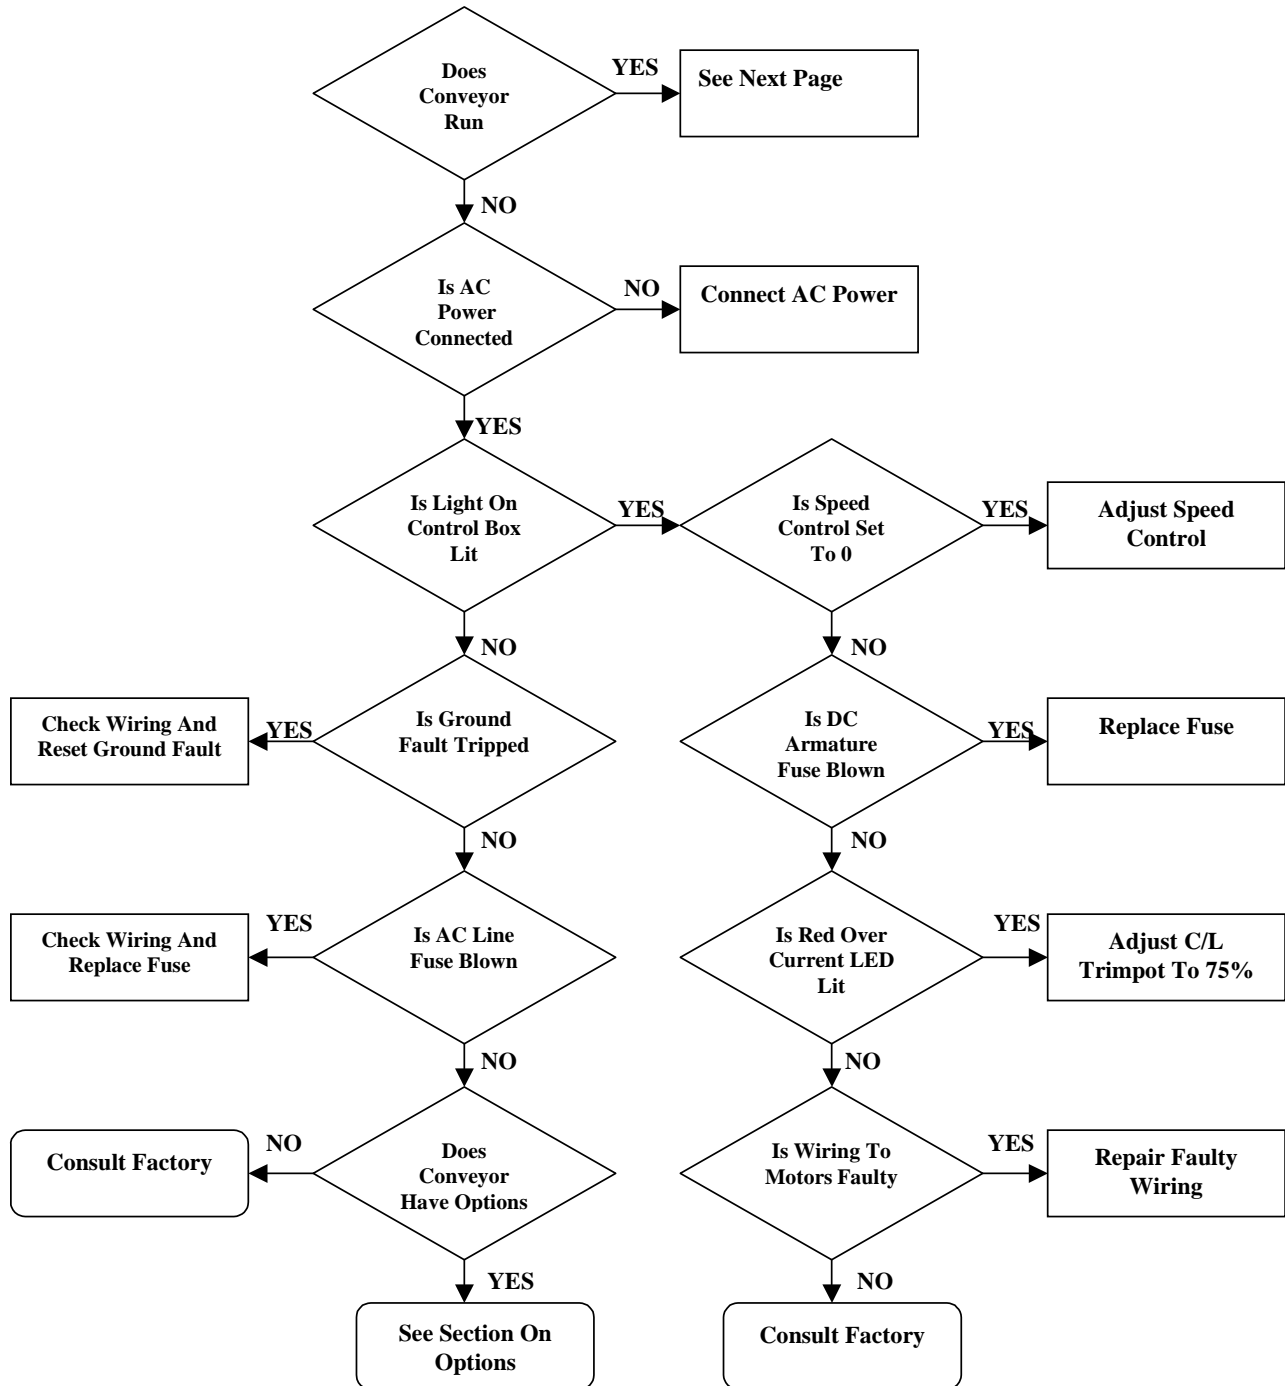 Does
Conveyor
Run
YES
See Next Page
NO
Is AC
Power
Connected
NO
Connect AC Power
YES
Is Light On
Control Box
Lit
YES
Is Speed
Control Set
To 0
YES
Adjust Speed
Control
NO
NO
Check Wiring And
Reset Ground Fault
YES
Is Ground
Fault Tripped
Is DC
Armature
Fuse Blown
YES
Replace Fuse
NO
NO
Check Wiring And
Replace Fuse
YES
Is AC Line
Fuse Blown
Is Red Over
Current LED
Lit
YES
Adjust C/L
Trimpot To 75%
NO
NO
Consult Factory
NO
Does
Conveyor
Have Options
Is Wiring To
Motors Faulty
YES
Repair Faulty
Wiring
YES
NO
See Section On
Options
Consult Factory